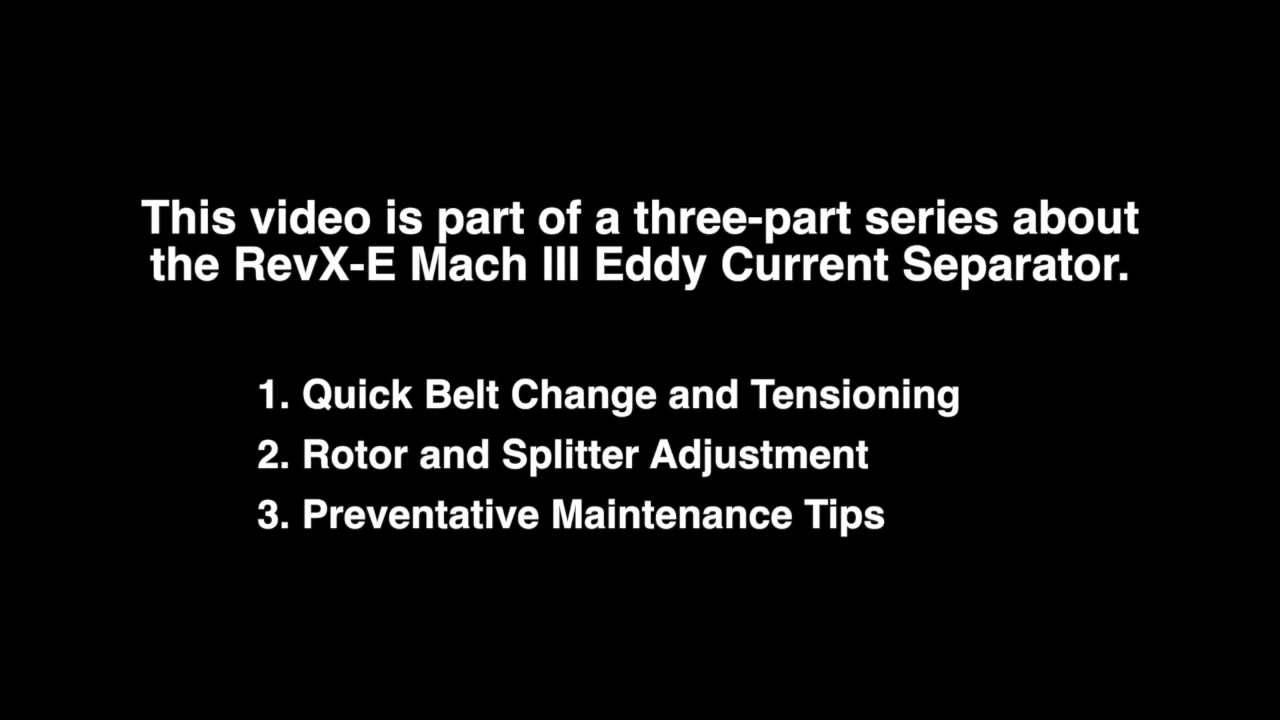 This video is part of a three-part series about
the RevX-E Mach III Eddy Current Separator.
1. Quick Belt Change and Tensioning
2. Rotor and Splitter Adjustment
3. Preventative Maintenance Tips